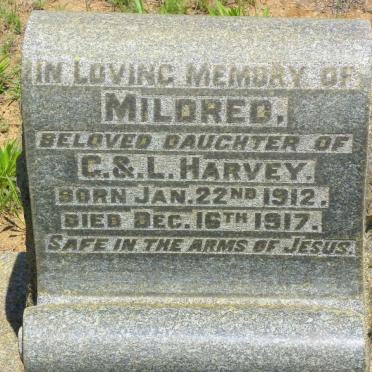 IN LOVING MEMORY OF
MILDRED.
BELOVED DAUGHTER OF
C. & L. HARVEY.
BORN JAN. 22ND 1912.
DIED DEC. 16TH 1917.
SAFE IN THE ARMS OF JESUS.